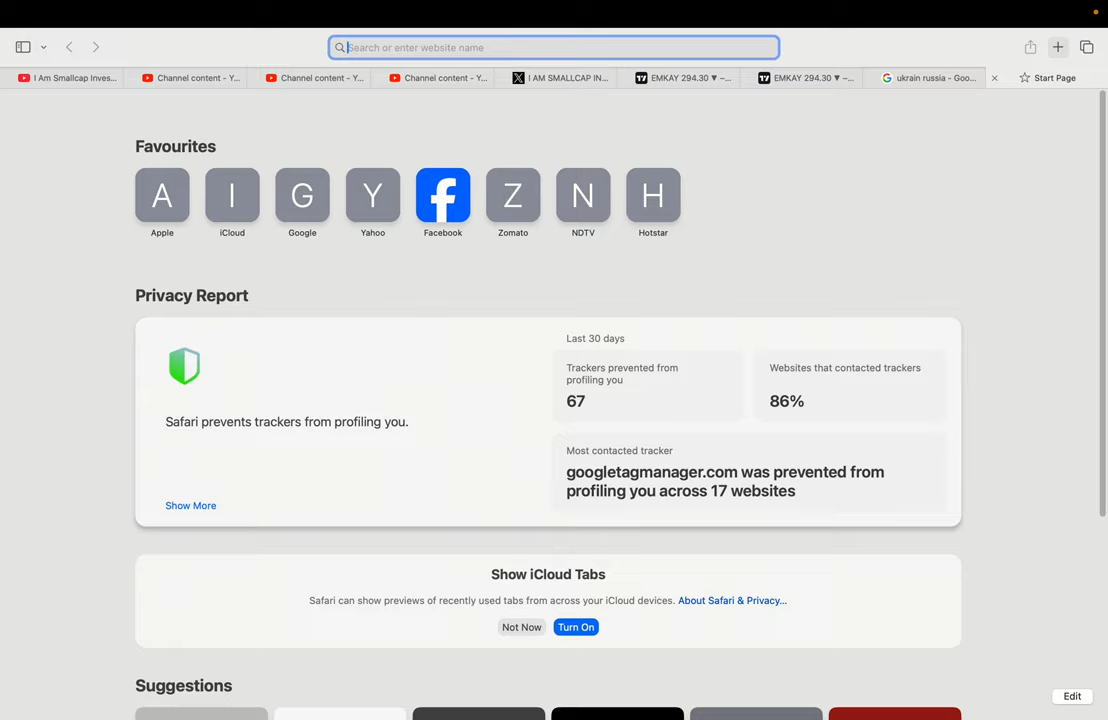 Search or enter website name
I Am Smallcap Inves...
Channel content - Y...
Channel content - Y...
Channel content - Y...
I AM SMALLCAP IN...
EMKAY 294.30 ▼ –...
EMKAY 294.30 ▼ –...
ukrain russia - Goo...
Start Page
Favourites
A I G Y f Z N H
Apple iCloud Google Yahoo Facebook Zomato NDTV Hotstar
Privacy Report
Last 30 days
Trackers prevented from
profiling you
67
Websites that contacted trackers
86%
Safari prevents trackers from profiling you.
Most contacted tracker
googletagmanager.com was prevented from
profiling you across 17 websites
Show More
Show iCloud Tabs
Safari can show previews of recently used tabs from across your iCloud devices. About Safari & Privacy...
Not Now Turn On
Suggestions
Edit